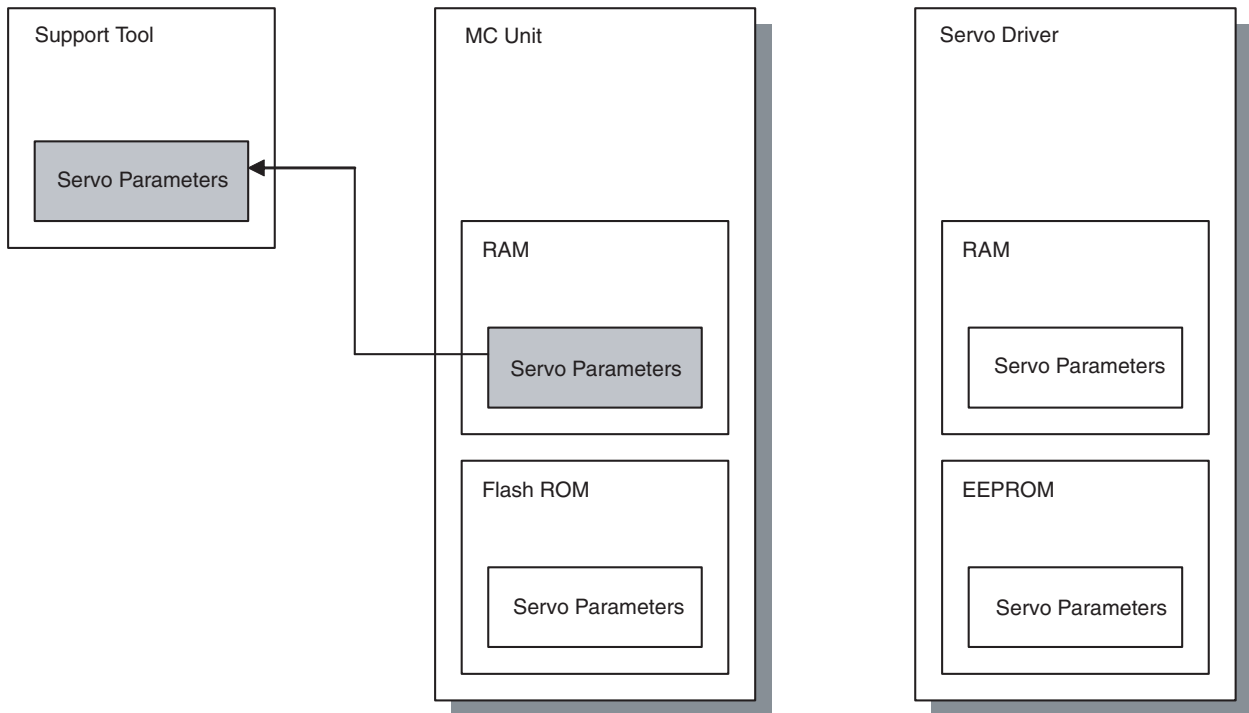 Support Tool
Servo Parameters
MC Unit
RAM
Servo Parameters
Flash ROM
Servo Parameters
Servo Driver
RAM
Servo Parameters
EEPROM
Servo Parameters